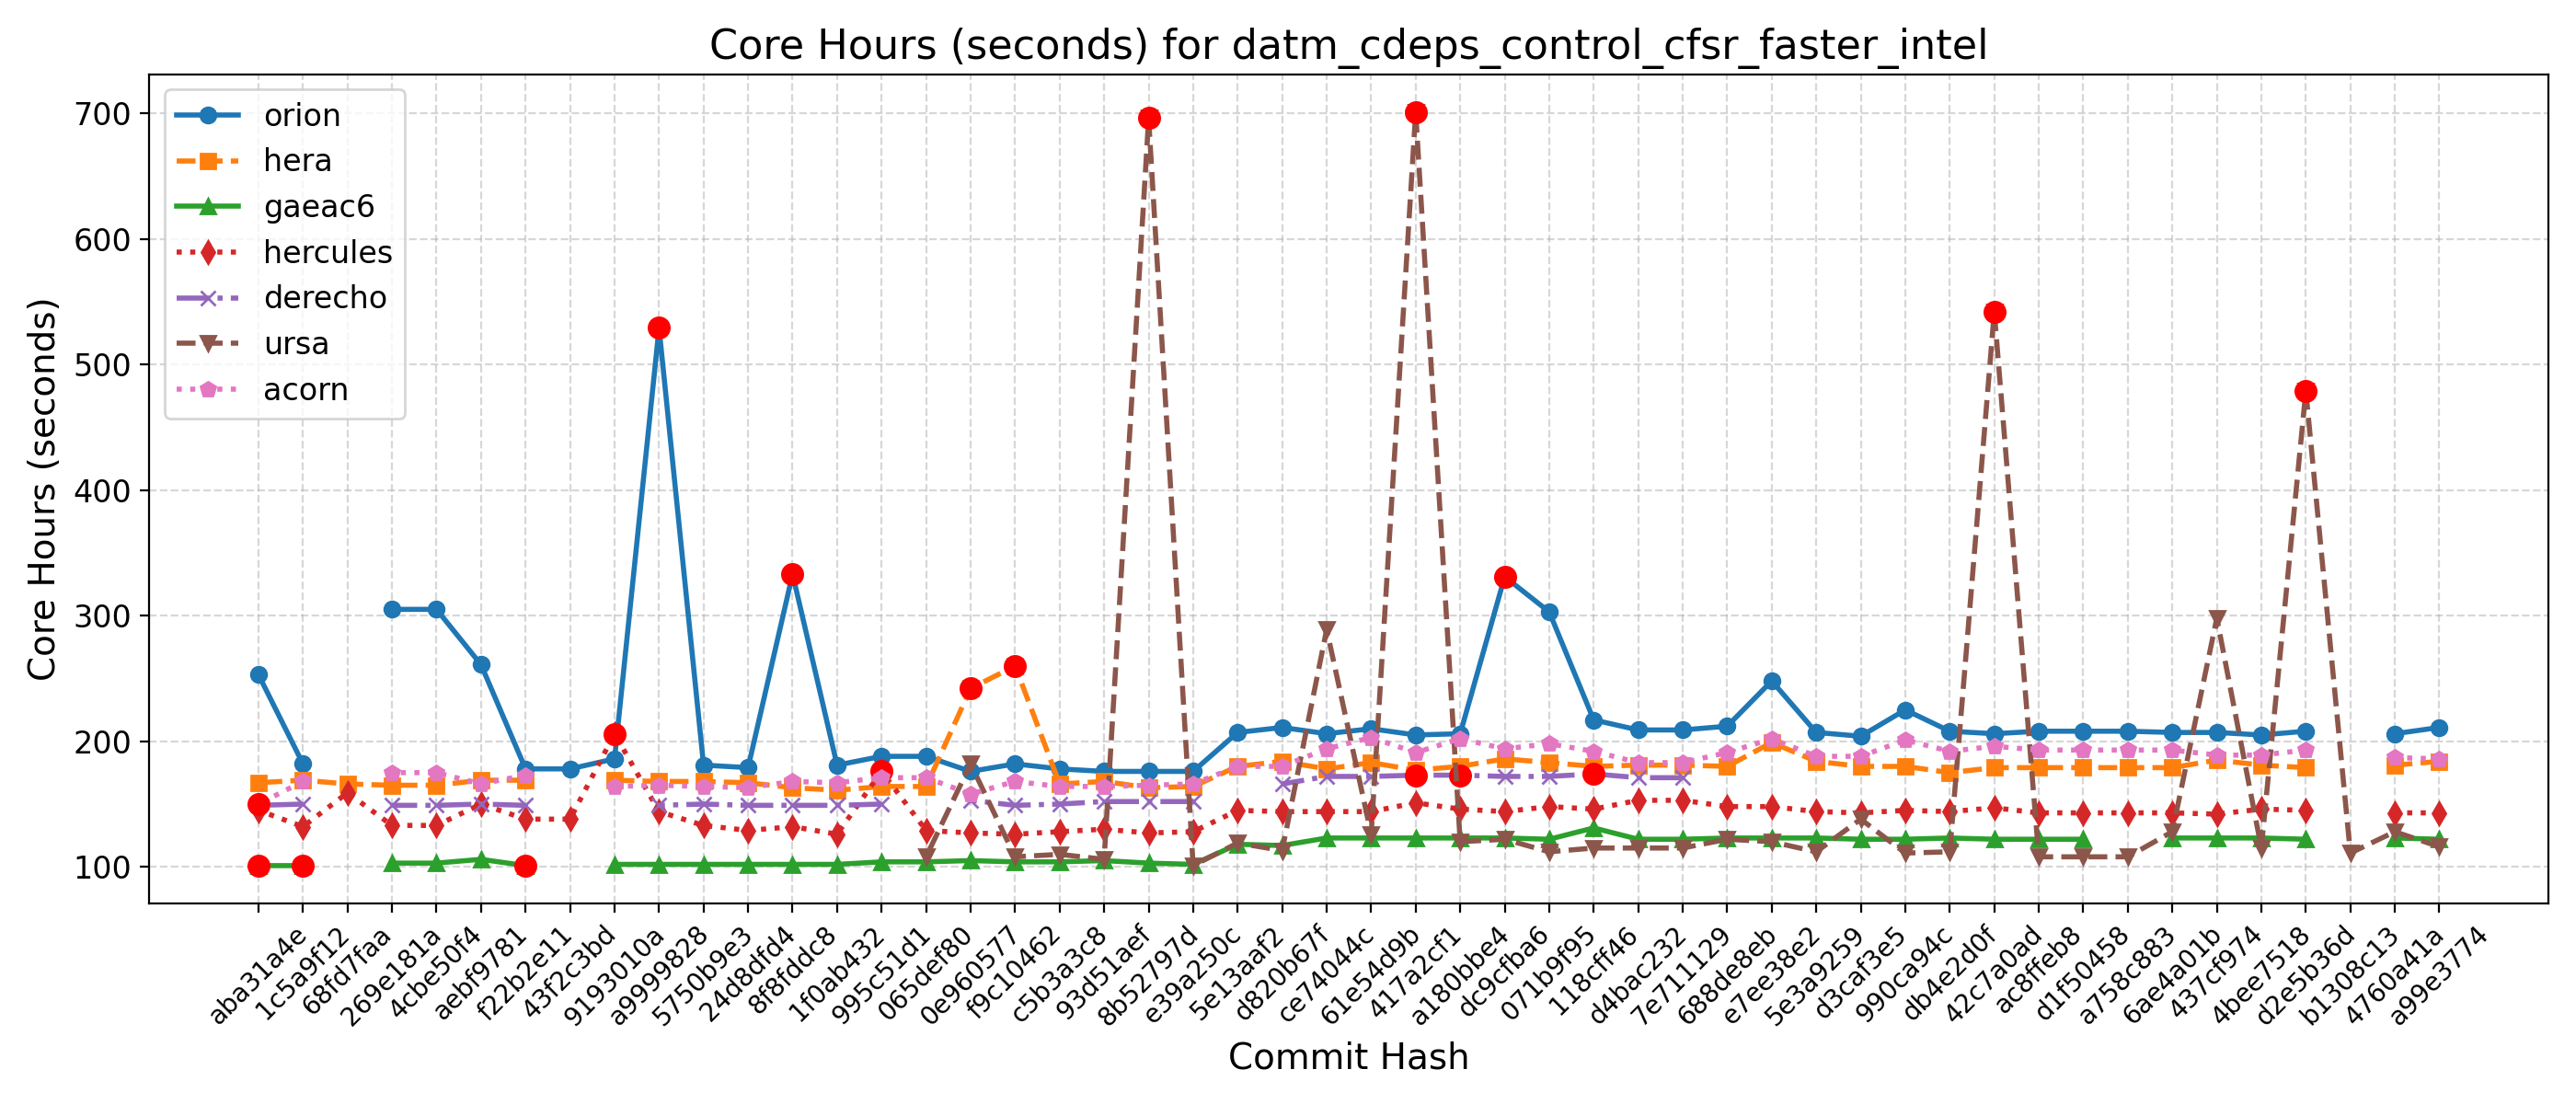 Core Hours (seconds) for datm_cdeps_control_cfsr_faster_intel
Core Hours (seconds)
700
600
500
400
300
200
100
orion
hera
gaeac6
hercules
derecho
ursa
acorn
aba31a4e
1c5a9f12
68fd7faa
269e181a
4cbe50f4
aebf9781
f22b2e11
43f2c3bd
9193010a
a9999828
5750b9e3
24d8dfd4
8f8fddc8
1f0ab432
995c51d1
065def80
0e960577
f9c10462
c5b3a3c8
93d51aef
8b52797d
e39a250c
5e13aaf2
d820b67f
ce74044c
61e54d9b
417a2cf1
a180bbe4
dc9cfba6
071b9f95
118cff46
d4bac232
7e711129
688de8eb
e7ee38e2
5e3a9259
d3caf3e5
990ca94c
db4e2d0f
42c7a0ad
ac8ffeb8
d1f50458
a758c883
6ae4a01b
437cf974
4bee7518
d2e5b36d
b1308c13
4760a41a
a99e3774
Commit Hash